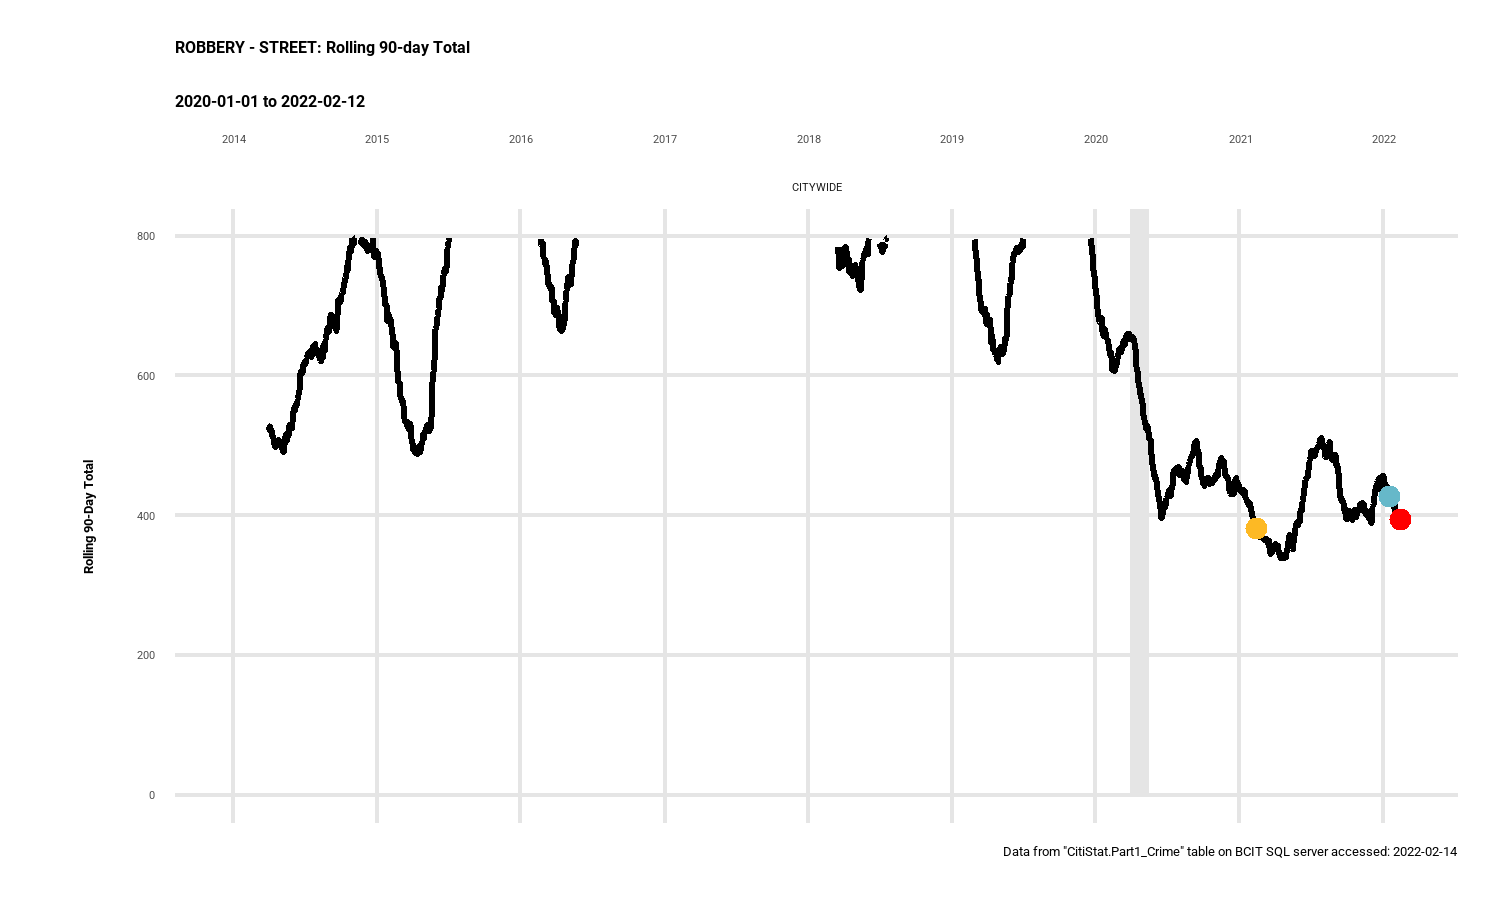 ROBBERY - STREET: Rolling 90-day Total
2020-01-01 to 2022-02-12
2014 2015 2016 2017 2018 2019 2020 2021 2022
CITYWIDE
800
600
400
200
0
Rolling 90-Day Total
Data from "CitiStat.Part1_Crime" table on BCIT SQL server accessed: 2022-02-14